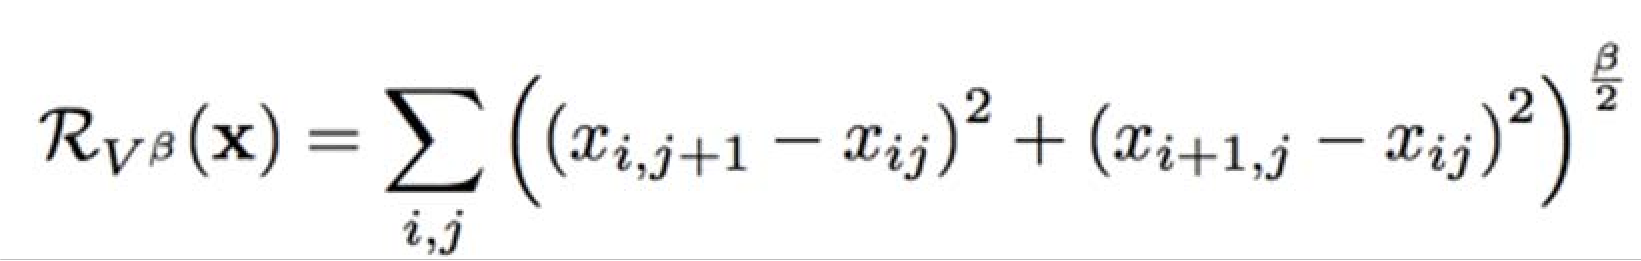 $\mathcal{R}_{V^\beta}(\mathbf{x}) = \sum_{i,j} \left( (x_{i,j+1} - x_{ij})^2 + (x_{i+1,j} - x_{ij})^2 \right)^{\frac{\beta}{2}}$